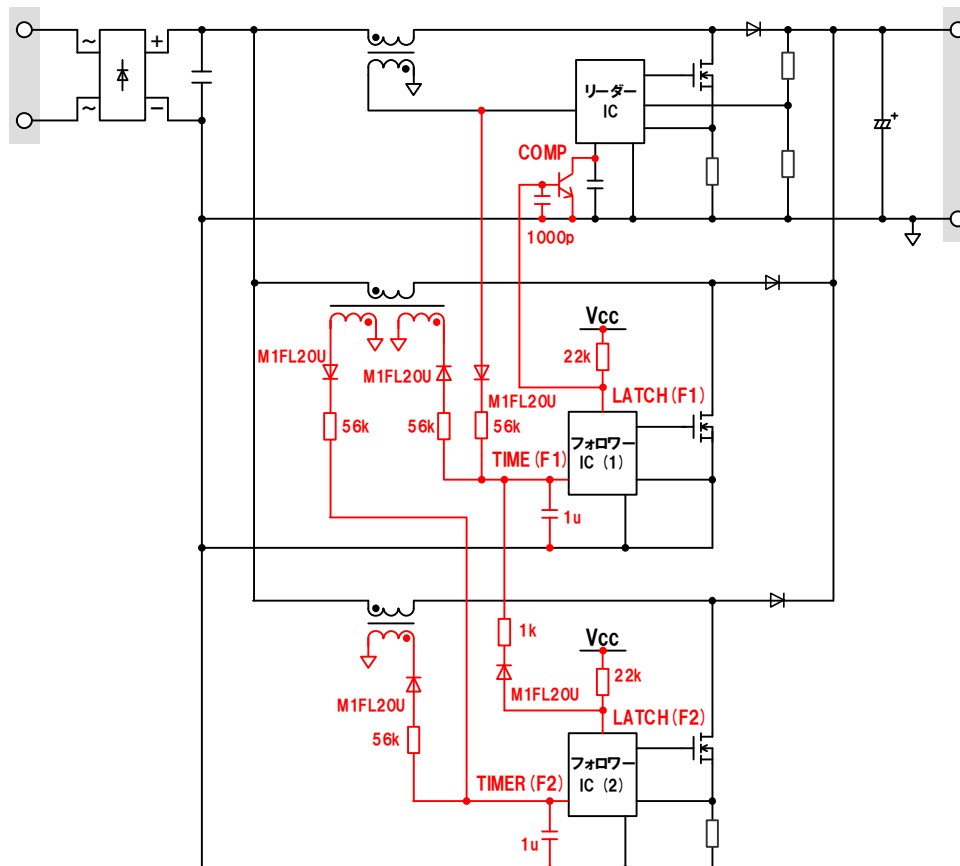 ~
+
~
−
リーダー
IC
+
COMP
1000p
Vcc
22k
M1FL20U
M1FL20U
M1FL20U
LATCH(F1)
56k
56k
56k
フォロワー
IC (1)
TIME(F1)
1u
1k
Vcc
22k
M1FL20U
M1FL20U
LATCH(F2)
56k
フォロワー
IC (2)
TIMER(F2)
1u